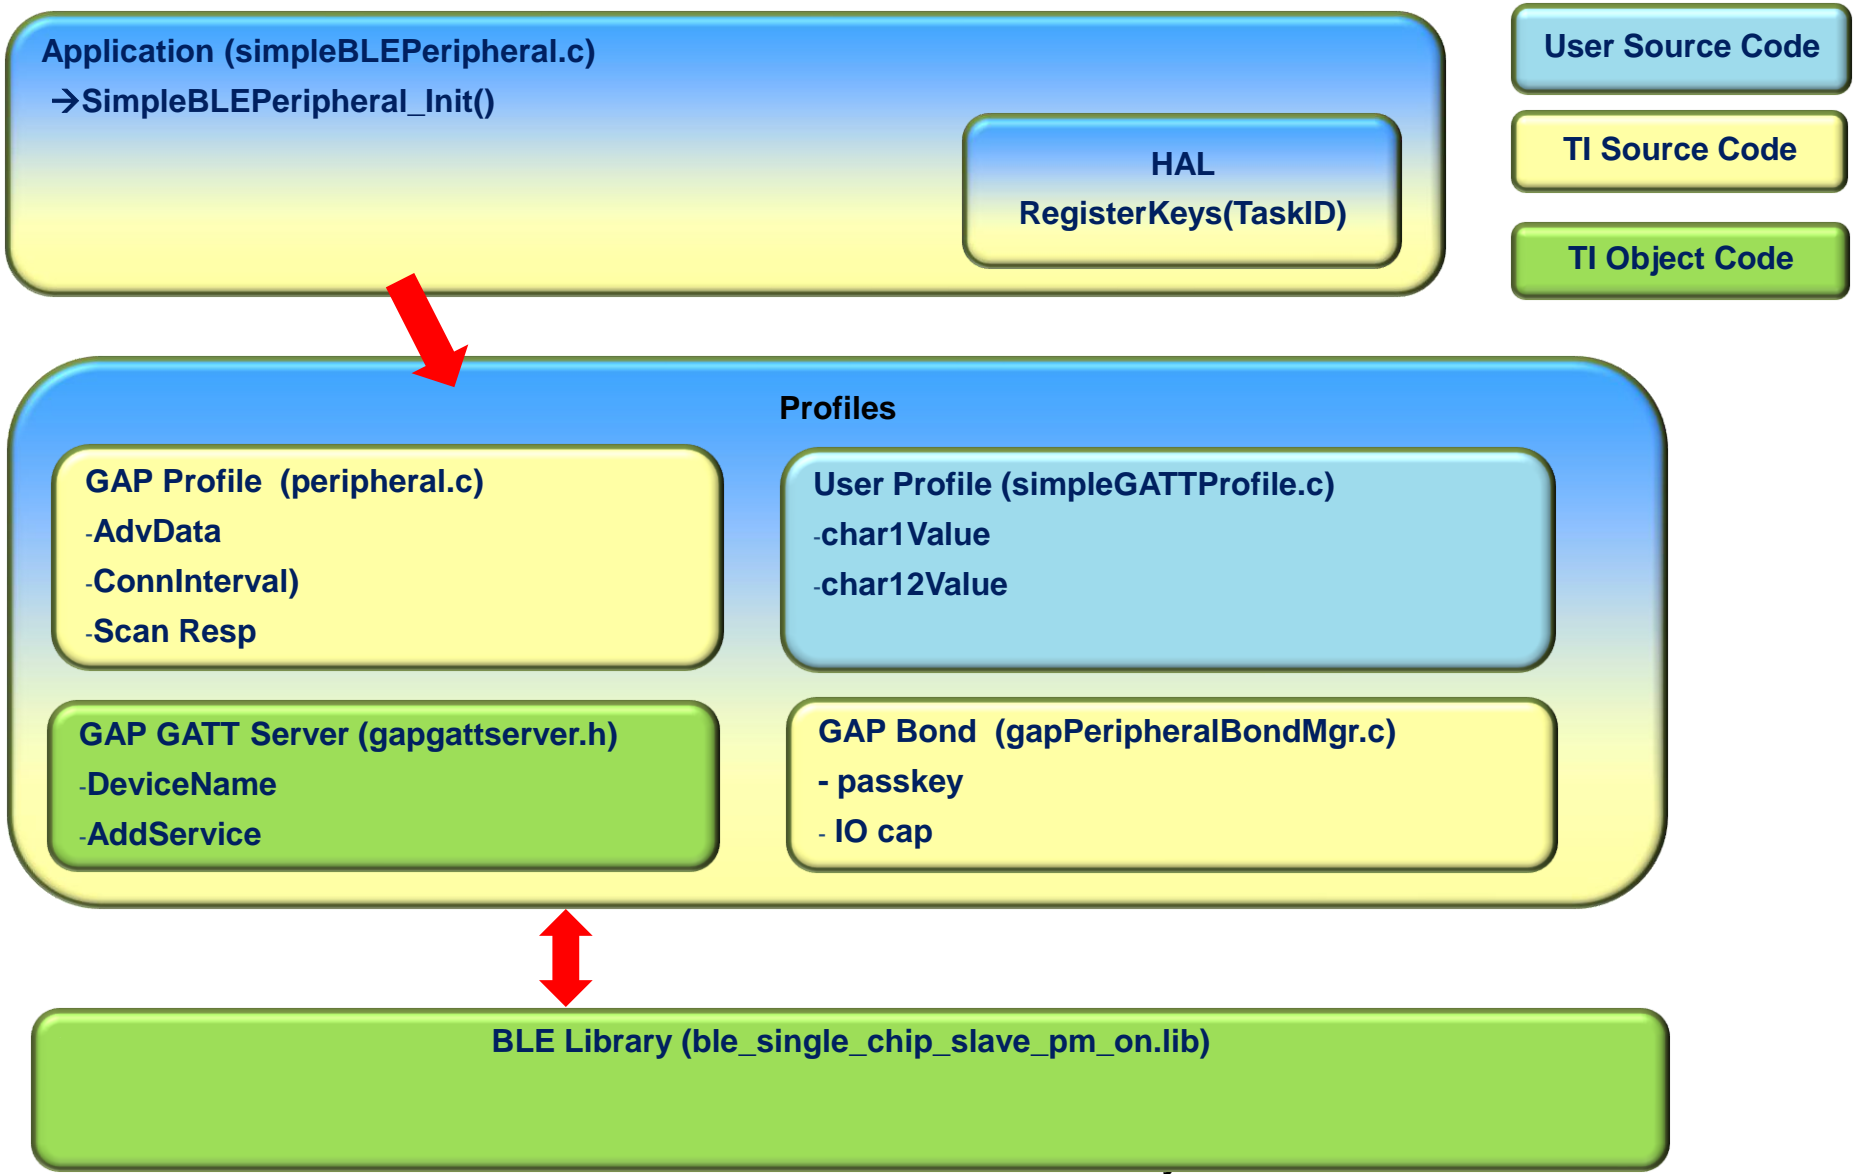 Application (simpleBLEPeripheral.c)
→SimpleBLEPeripheral_Init()
HAL
RegisterKeys(TaskID)
User Source Code
TI Source Code
TI Object Code
Profiles
GAP Profile (peripheral.c)
-AdvData
-ConnInterval)
-Scan Resp
User Profile (simpleGATTProfile.c)
-char1Value
-char12Value
GAP GATT Server (gapgattserver.h)
-DeviceName
-AddService
GAP Bond (gapPeripheralBondMgr.c)
- passkey
- IO cap
BLE Library (ble_single_chip_slave_pm_on.lib)